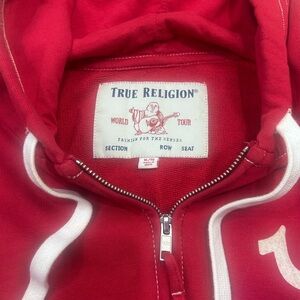 TRUE RELIGION®
WORLD TOUR
FASHION FOR THE SENSES
SECTION ROW SEAT